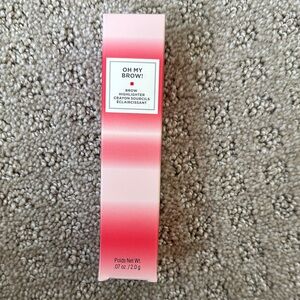 OH MY
BROW!
BROW
HIGHLIGHTER
CRAYON SOURCILS
ÉCLAIRCISSANT
Poids Net Wt.
.07 oz. / 2.0 g